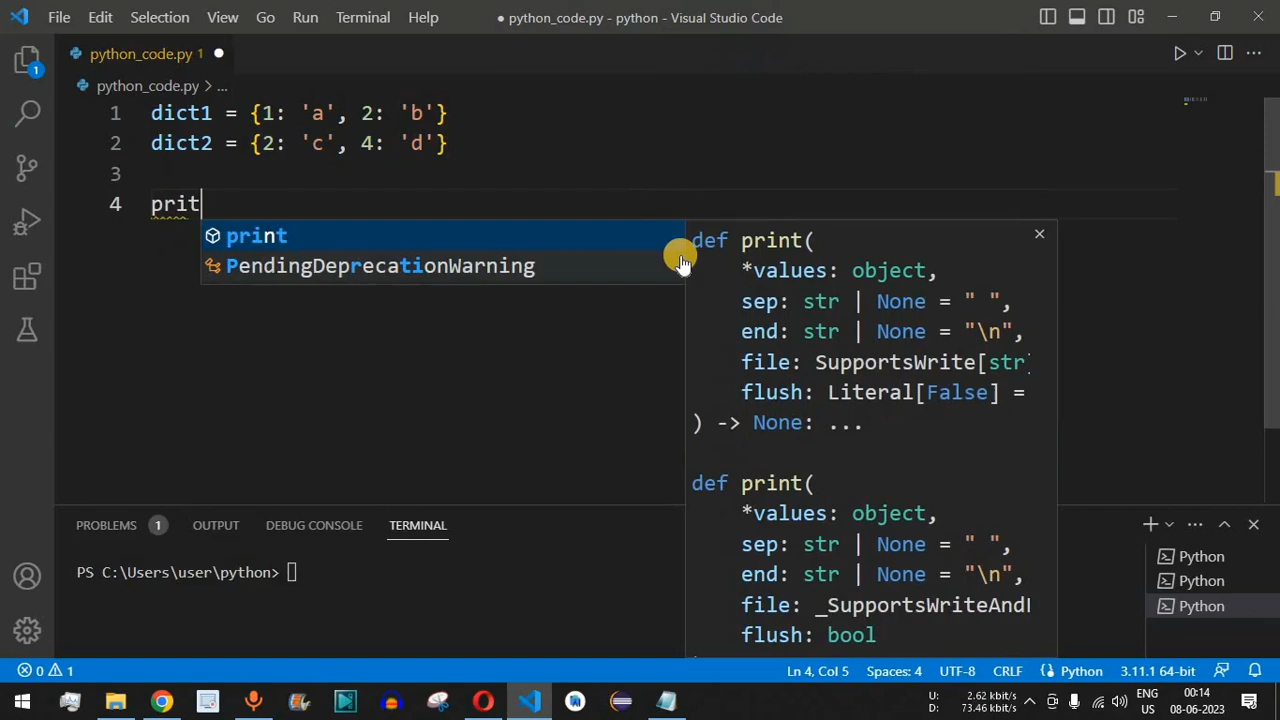 File Edit Selection View Go Run Terminal Help
● python_code.py - python - Visual Studio Code
python_code.py 1 ●
python_code.py > ...
1 dict1 = {1: 'a', 2: 'b'}
2 dict2 = {2: 'c', 4: 'd'}
3
4 prit
print
PendingDeprecationWarning
def print(
*values: object,
sep: str | None = " ",
end: str | None = "\n",
file: SupportsWrite[str]
flush: Literal[False] =
) -> None: ...
def print(
*values: object,
sep: str | None = " ",
end: str | None = "\n",
file: _SupportsWriteAndF
flush: bool
1
PROBLEMS 1 OUTPUT DEBUG CONSOLE TERMINAL
PS C:\Users\user\python>
Python
Python
Python
0 1
Ln 4, Col 5 Spaces: 4 UTF-8 CRLF Python 3.11.1 64-bit
U: 2.62 kbit/s
D: 73.46 kbit/s
ENG
IN
00:14
08-06-2023